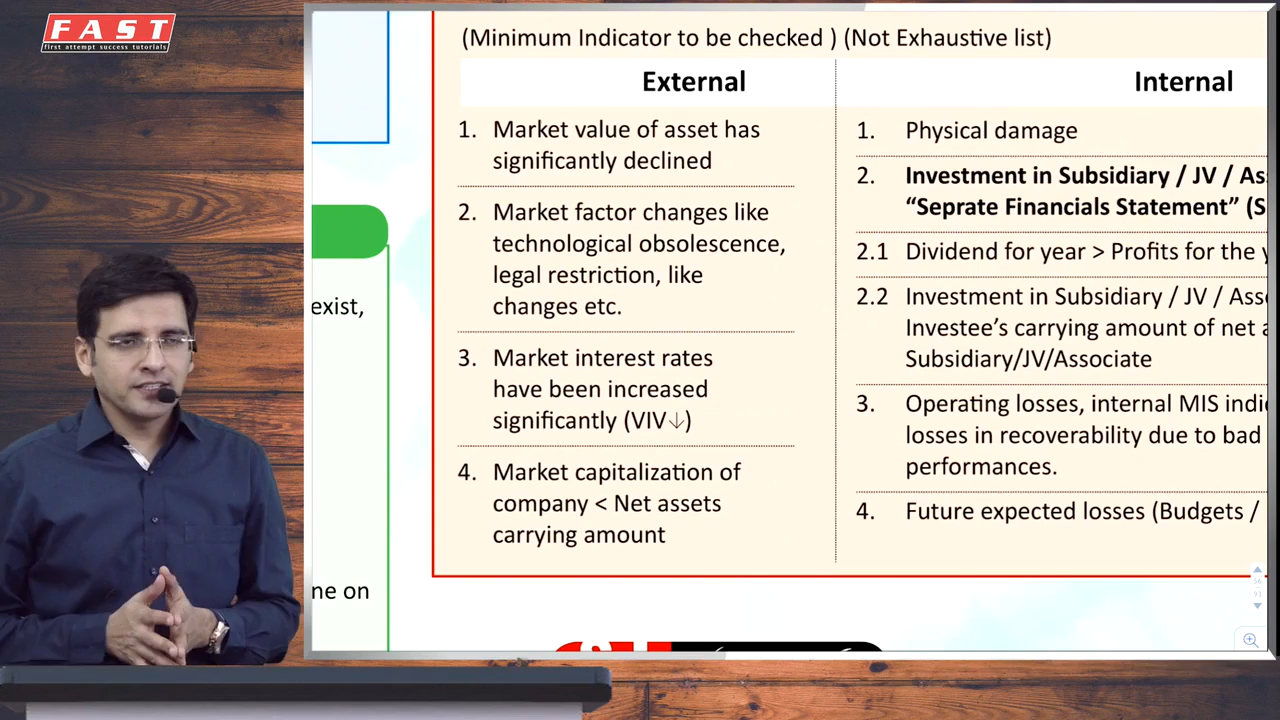 FAST
first attempt success tutorials
(Minimum Indicator to be checked ) (Not Exhaustive list)
External
1. Market value of asset has
significantly declined
2. Market factor changes like
technological obsolescence,
legal restriction, like
changes etc.
3. Market interest rates
have been increased
significantly (VIV↓)
4. Market capitalization of
company < Net assets
carrying amount
Internal
1. Physical damage
2. Investment in Subsidiary / JV / As
“Seprate Financials Statement” (S
2.1 Dividend for year > Profits for the y
2.2 Investment in Subsidiary / JV / Asso
Investee’s carrying amount of net a
Subsidiary/JV/Associate
3. Operating losses, internal MIS indi
losses in recoverability due to bad
performances.
4. Future expected losses (Budgets /
exist,
ne on